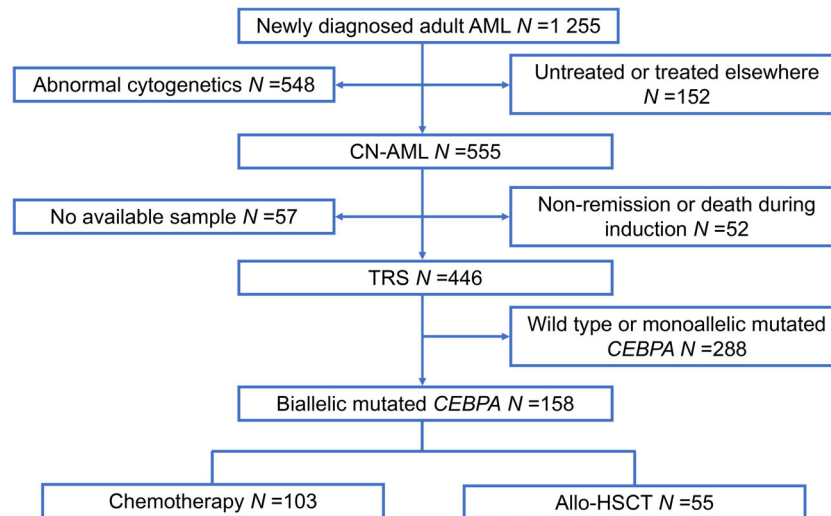 Newly diagnosed adult AML N =1 255
Abnormal cytogenetics N =548
Untreated or treated elsewhere
N =152
CN-AML N =555
No available sample N =57
Non-remission or death during
induction N =52
TRS N =446
Wild type or monoallelic mutated
CEBPA N =288
Biallelic mutated CEBPA N =158
Chemotherapy N =103
Allo-HSCT N =55